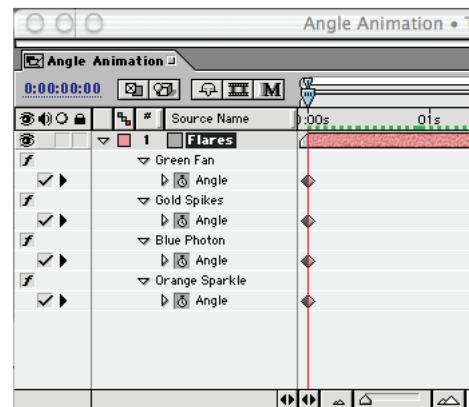 Angle Animation •
Angle Animation
0:00:00:00 M
# Source Name :00s 01s
1 Flares
f Green Fan
Angle
f Gold Spikes
Angle
f Blue Photon
Angle
f Orange Sparkle
Angle